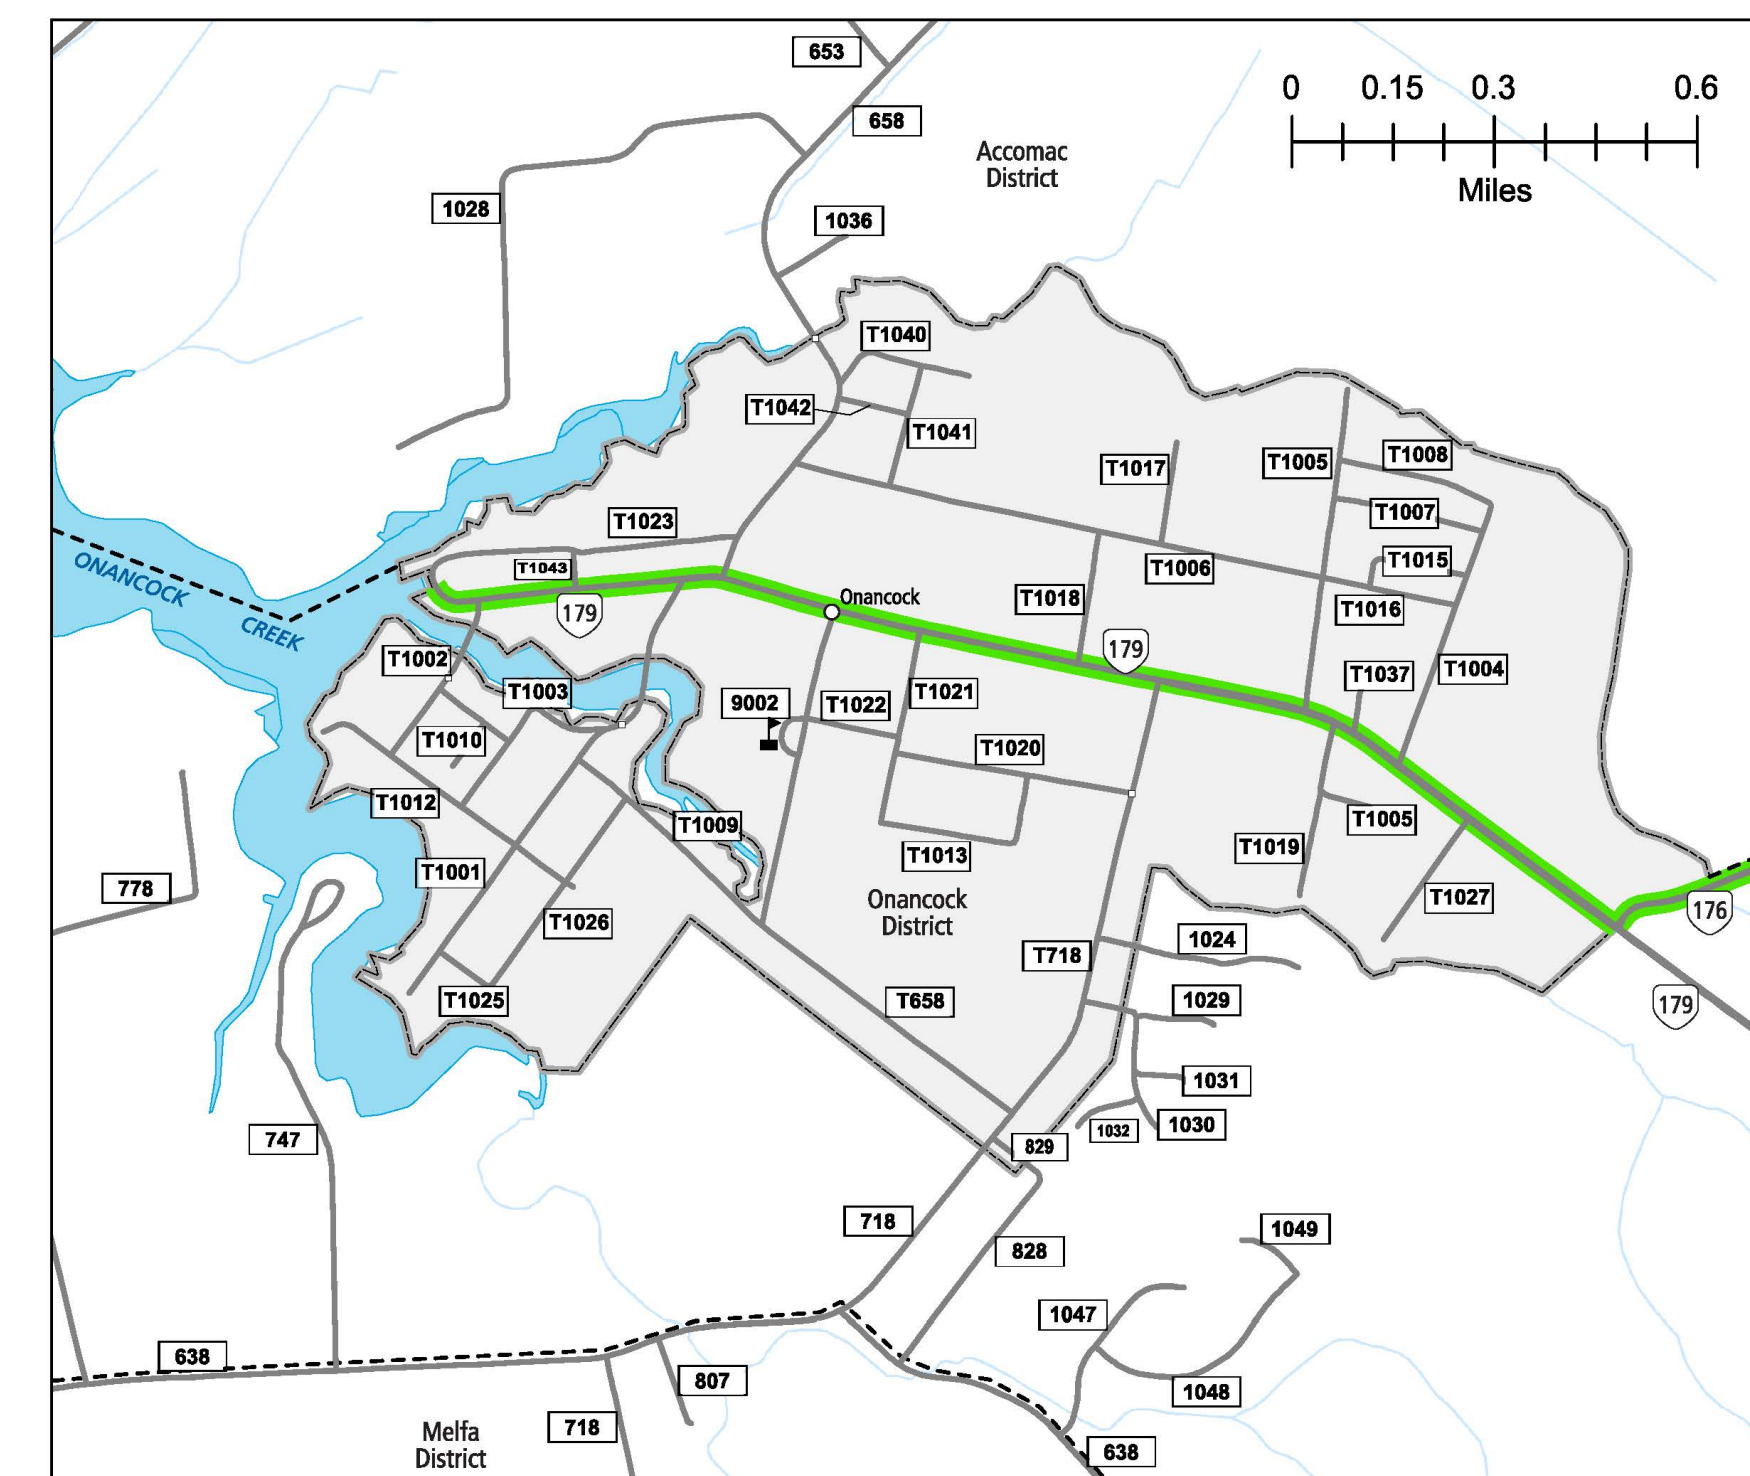 653
0 0.15 0.3 0.6
658
Miles
Accomac
District
1028
1036
T1040
T1042
T1041
T1017
T1005
T1008
T1007
T1023
T1043
T1015
T1006
ONANCOCK
CREEK
179
Onancock
T1018
T1016
179
T1002
T1003
9002
T1022
T1021
T1037
T1004
T1010
T1020
T1012
T1009
T1005
T1019
T1013
T1001
778
Onancock
District
T1027
176
T1026
T718
1024
T1025
T658
1029
179
1031
747
1032
1030
829
718
828
1049
1047
638
807
1048
718
Melfa
District
638